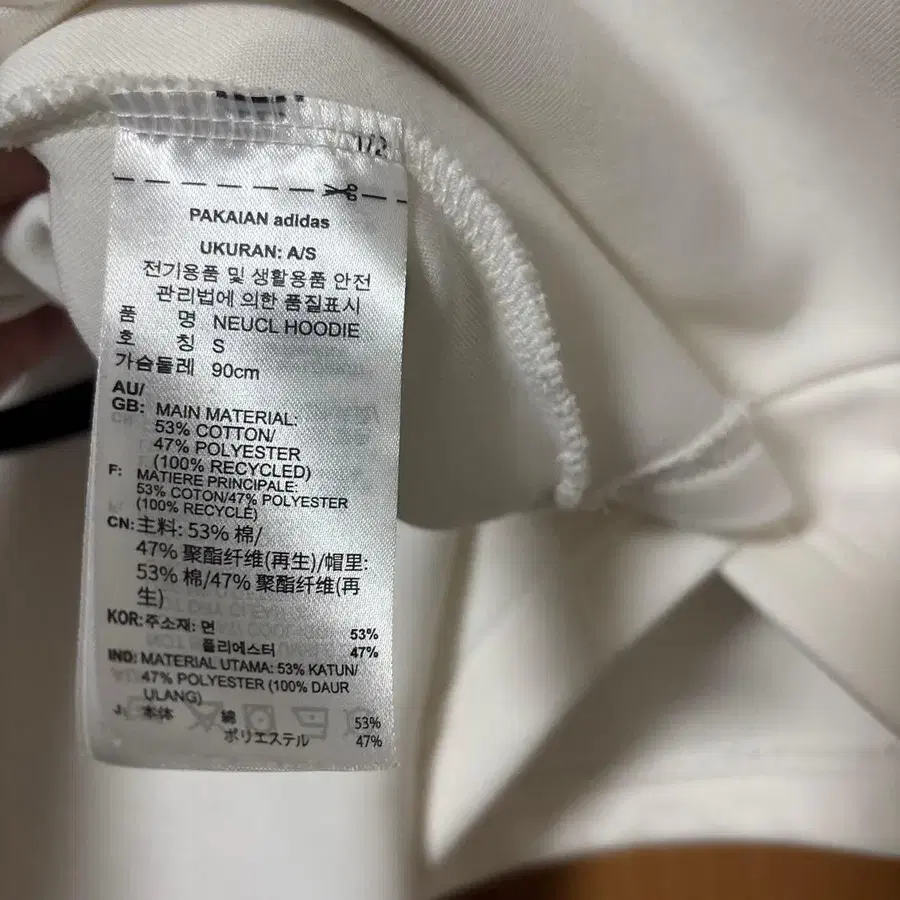 1/2
PAKAIAN adidas
UKURAN: A/S
전기용품 및 생활용품 안전
관리법에 의한 품질표시
품 명 NEUCL HOODIE
호 칭 S
가슴둘레 90cm
AU/
GB: MAIN MATERIAL:
53% COTTON/
47% POLYESTER
(100% RECYCLED)
F: MATIERE PRINCIPALE:
53% COTON/47% POLYESTER
(100% RECYCLÉ)
CN: 主料: 53% 棉/
47% 聚酯纤维(再生)/帽里:
53% 棉/47% 聚酯纤维(再
生)
KOR: 주소재: 면 53%
폴리에스터 47%
IND: MATERIAL UTAMA: 53% KATUN/
47% POLYESTER (100% DAUR
ULANG)
J: 本体 綿 53%
ポリエステル 47%